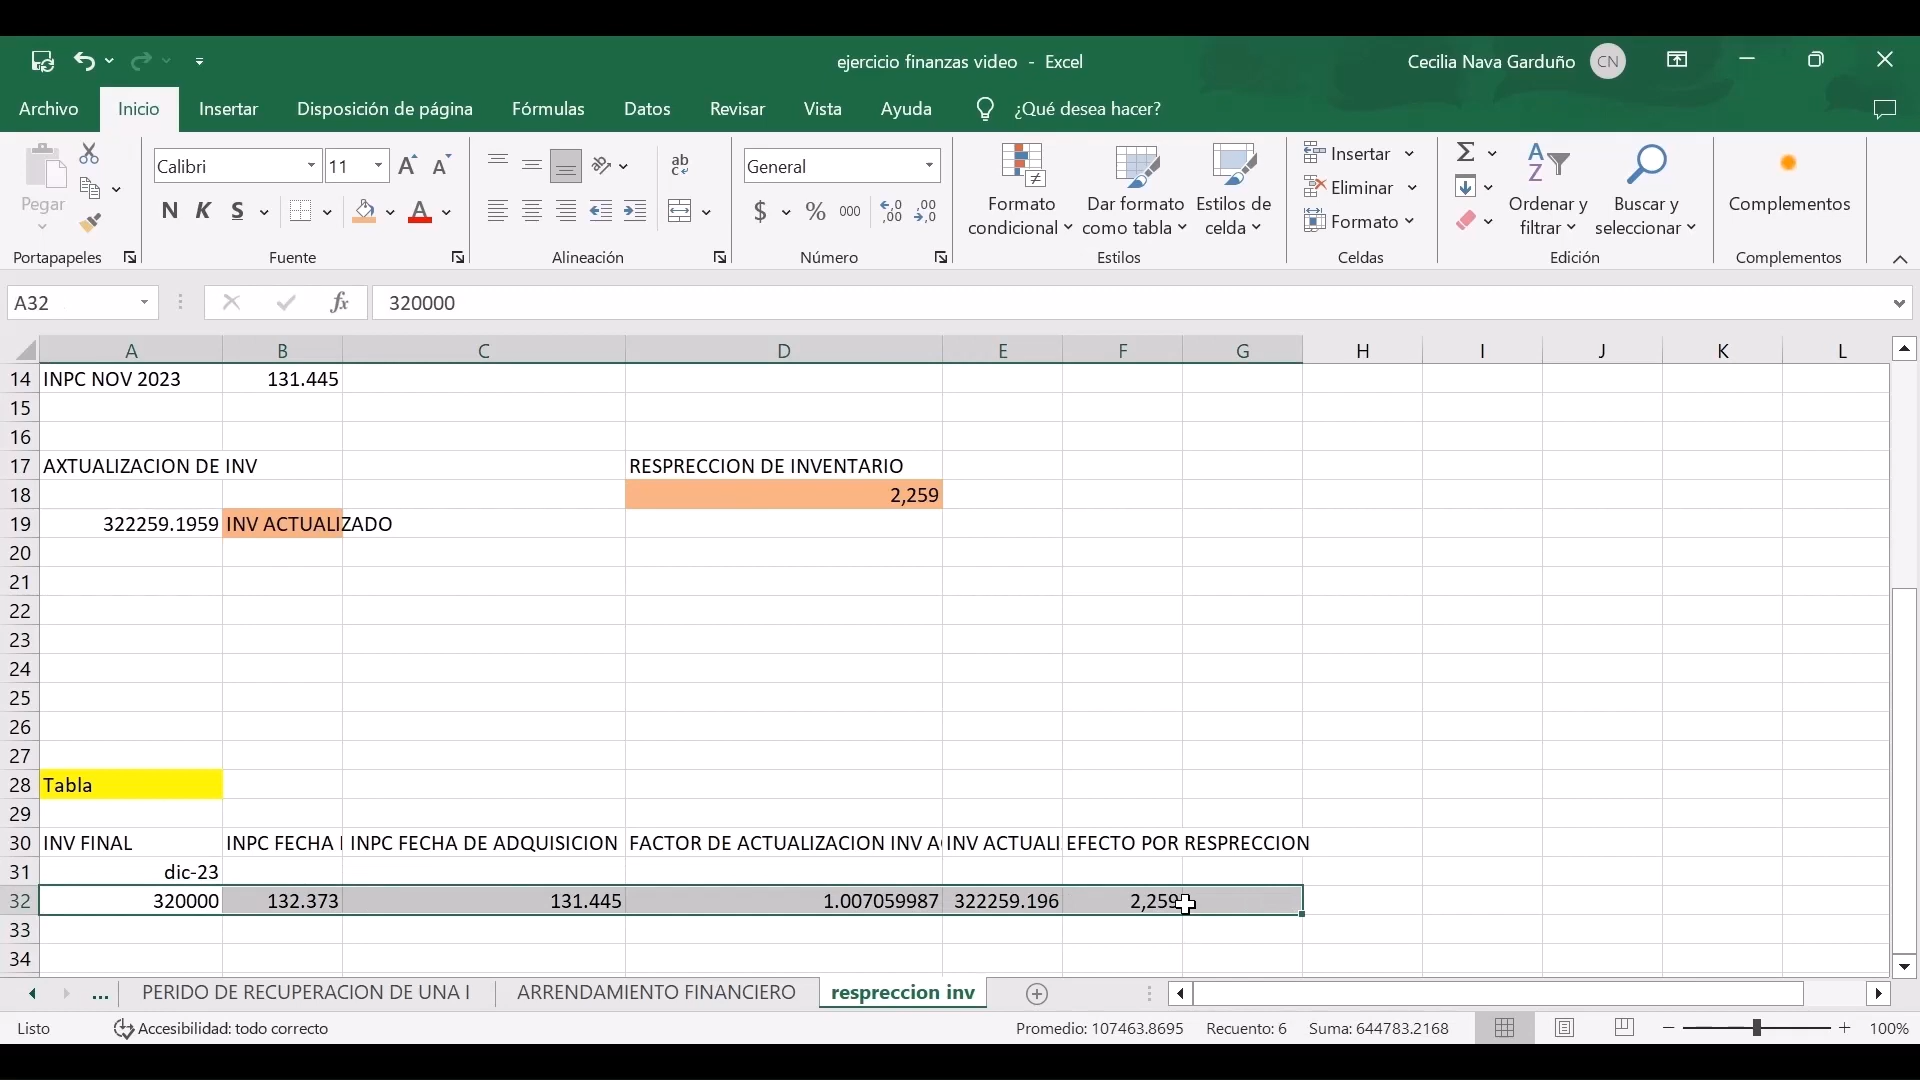 ejercicio finanzas video - Excel
Cecilia Nava Garduño CN
Archivo Inicio Insertar Disposición de página Fórmulas Datos Revisar Vista Ayuda ¿Qué desea hacer?
Pegar
Portapapeles
Calibri 11
N K S
Fuente
ab
Alineación
General
$ % 000
Número
Formato condicional
Dar formato como tabla
Estilos de celda
Estilos
Insertar
Eliminar
Formato
Celdas
Ordenar y filtrar
Buscar y seleccionar
Edición
Complementos
Complementos
A32 fx 320000
A B C D E F G H I J K L
14 INPC NOV 2023 131.445
15
16
17 AXTUALIZACION DE INV RESPRECCION DE INVENTARIO
18 2,259
19 322259.1959 INV ACTUALIZADO
20
21
22
23
24
25
26
27
28 Tabla
29
30 INV FINAL INPC FECHA INPC FECHA DE ADQUISICION FACTOR DE ACTUALIZACION INV INV ACTUALI EFECTO POR RESPRECCION
31 dic-23
32 320000 132.373 131.445 1.007059987 322259.196 2,259
33
34
... PERIDO DE RECUPERACION DE UNA I ARRENDAMIENTO FINANCIERO respreccion inv
Listo Accesibilidad: todo correcto Promedio: 107463.8695 Recuento: 6 Suma: 644783.2168 100%